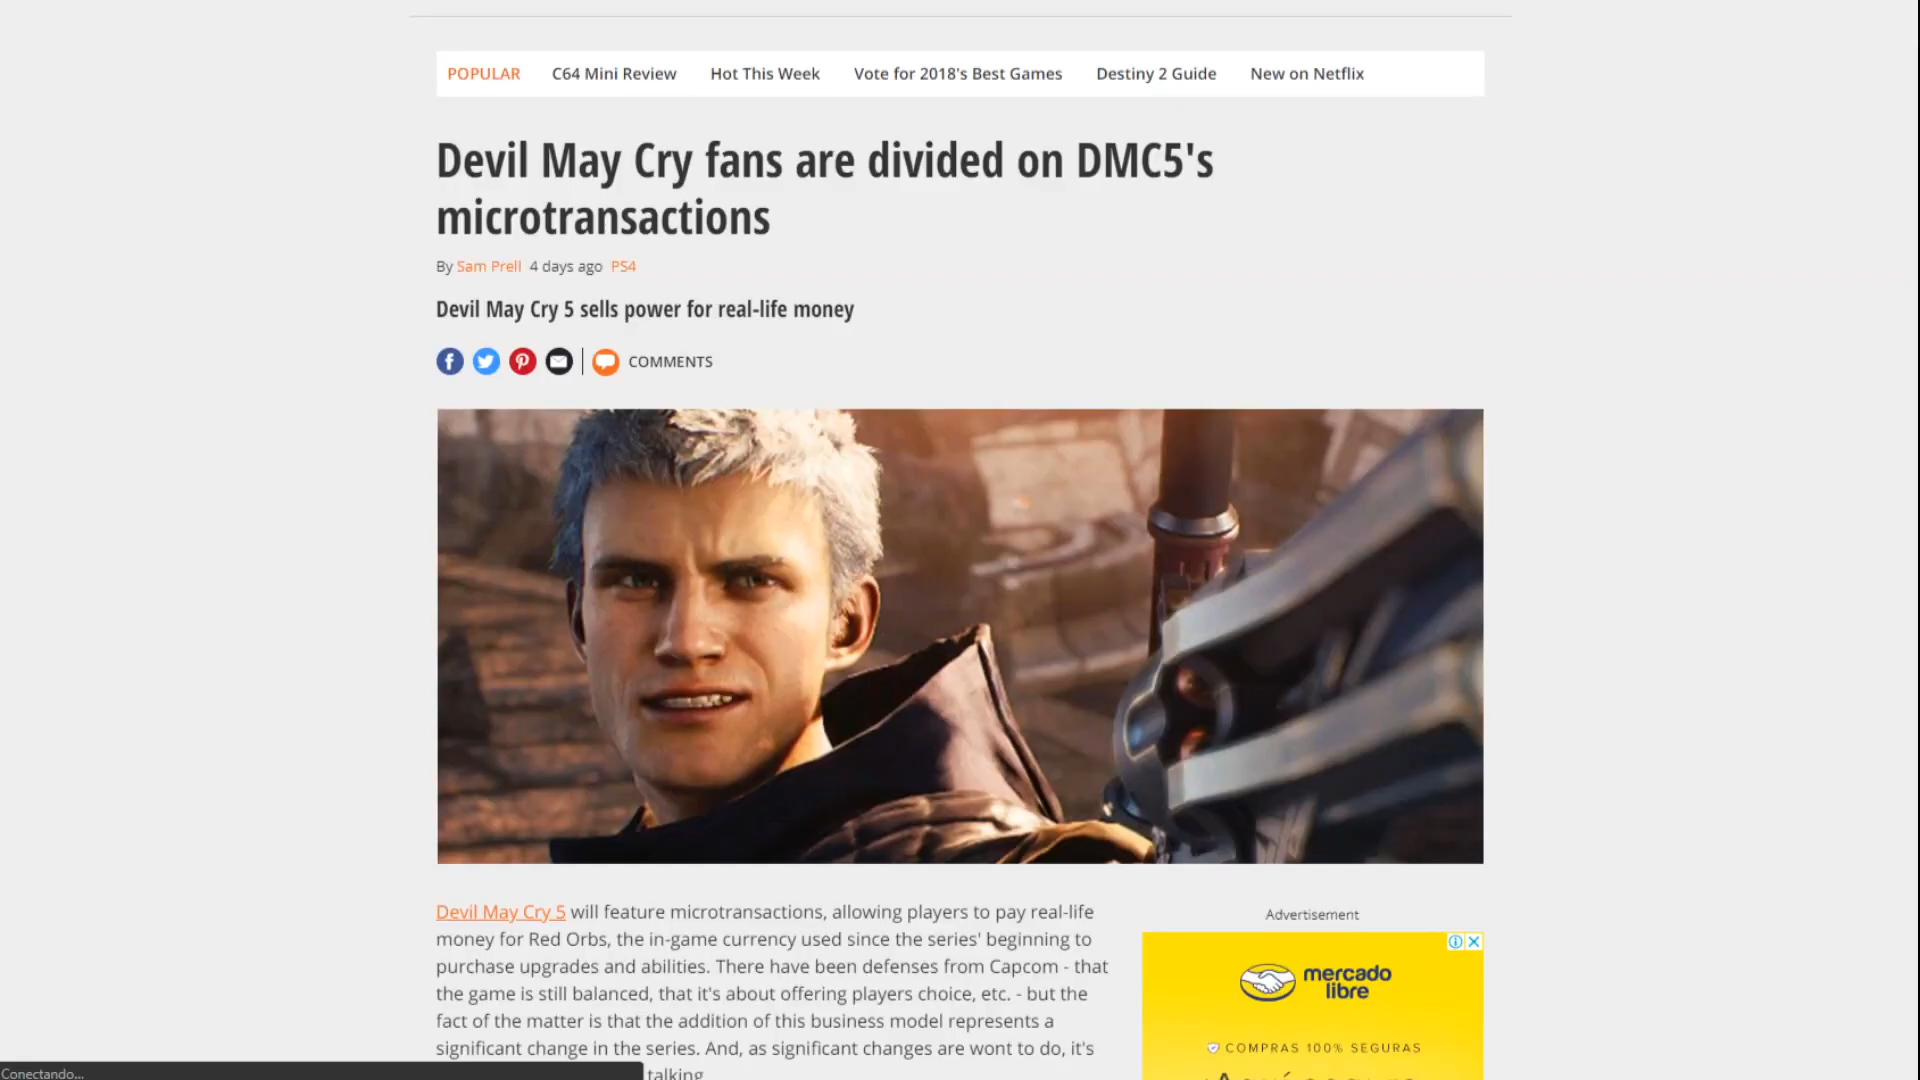 POPULAR C64 Mini Review Hot This Week Vote for 2018's Best Games Destiny 2 Guide New on Netflix
Devil May Cry fans are divided on DMC5's
microtransactions
By Sam Prell 4 days ago PS4
Devil May Cry 5 sells power for real-life money
COMMENTS
Devil May Cry 5 will feature microtransactions, allowing players to pay real-life
money for Red Orbs, the in-game currency used since the series' beginning to
purchase upgrades and abilities. There have been defenses from Capcom - that
the game is still balanced, that it's about offering players choice, etc. - but the
fact of the matter is that the addition of this business model represents a
significant change in the series. And, as significant changes are wont to do, it's
talking
Advertisement
mercado
libre
COMPRAS 100% SEGURAS
Conectando...